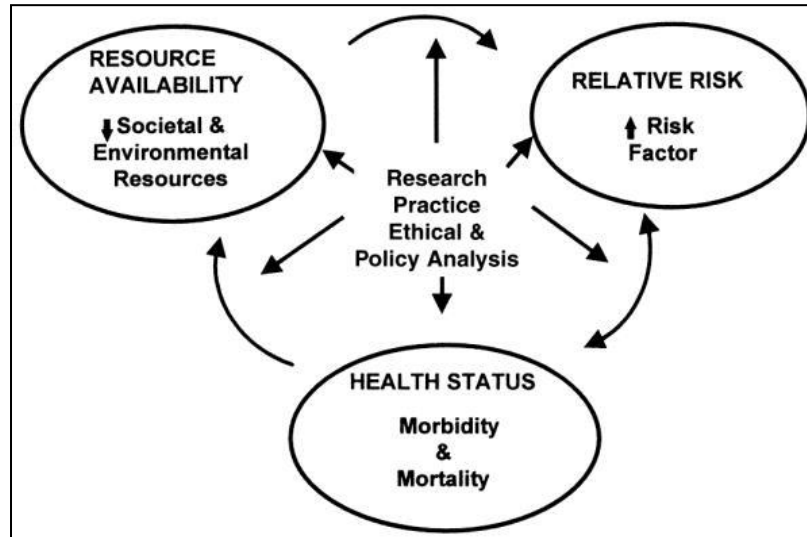 RESOURCE
AVAILABILITY
Societal &
Environmental
Resources
RELATIVE RISK
Risk
Factor
Research
Practice
Ethical &
Policy Analysis
HEALTH STATUS
Morbidity
&
Mortality